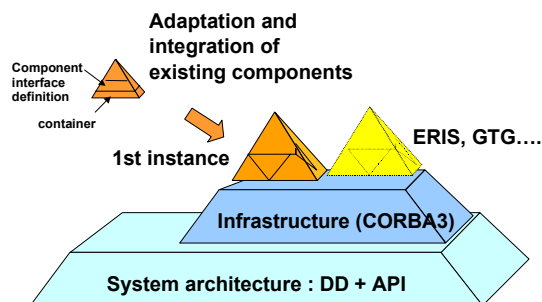 Adaptation and
integration of
existing components
Component
interface
definition
container
1st instance
ERIS, GTG....
Infrastructure (CORBA3)
System architecture : DD + API